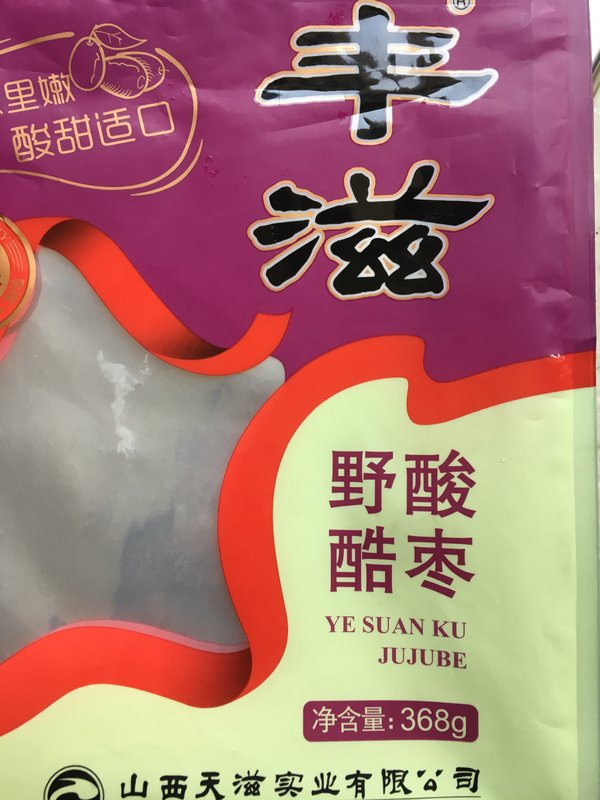 ®
丰
滋
里嫩
酸甜适口
野酸
酷枣
YE SUAN KU
JUJUBE
净含量:368g
山西天滋实业有限公司